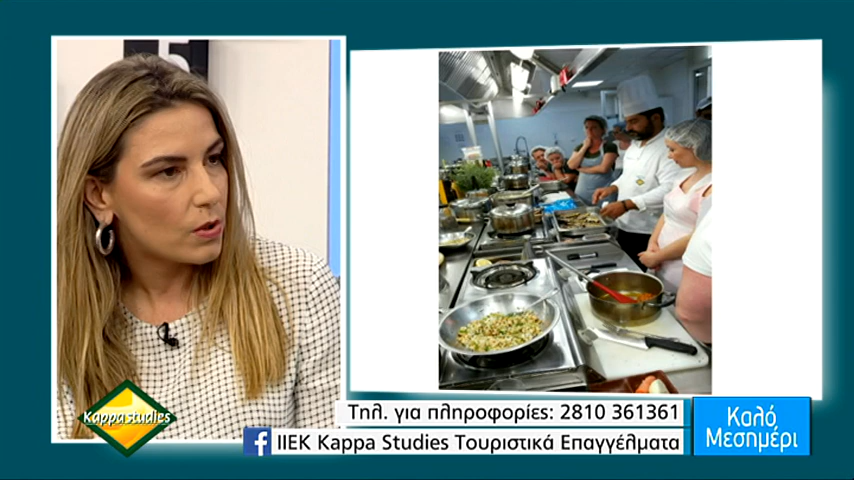 Kappa studies
Τηλ. για πληροφορίες: 2810 361361
ΙΙΕΚ Kappa Studies Τουριστικά Επαγγέλματα
Καλό
Μεσημέρι